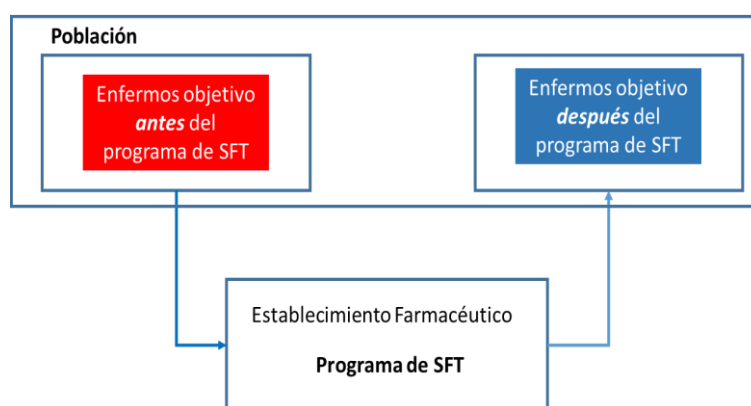 Población
Enfermos objetivo
antes del
programa de SFT
Enfermos objetivo
después del
programa de SFT
Establecimiento Farmacéutico
Programa de SFT